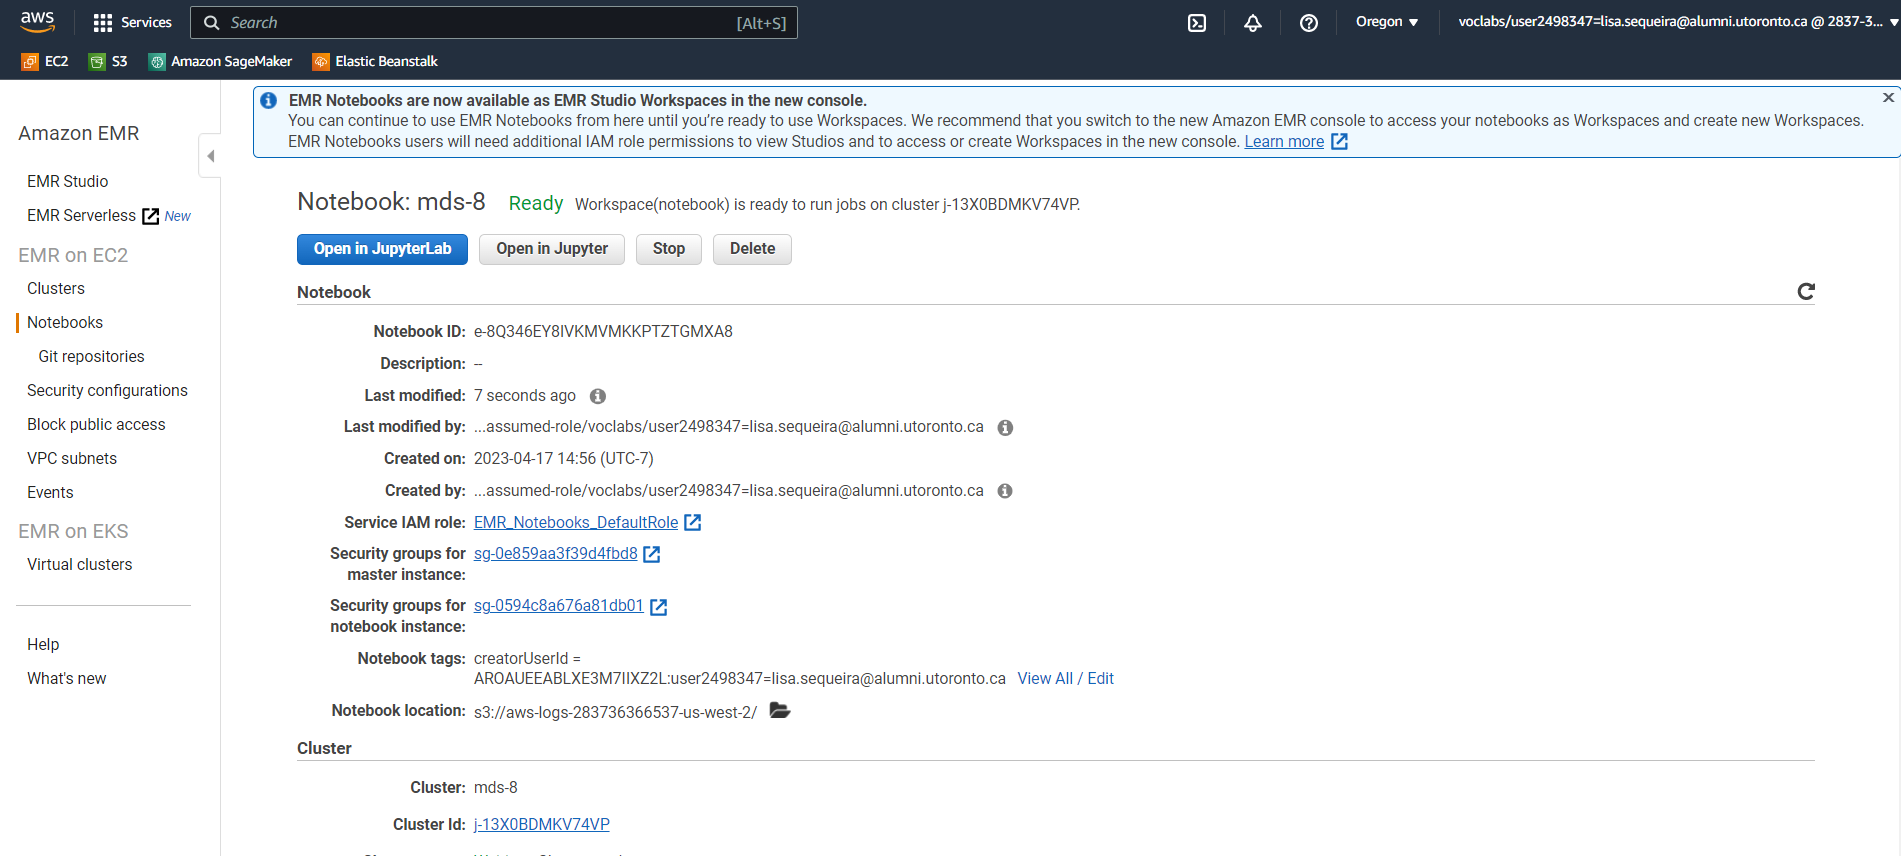 aws
Services
Search
[Alt+S]
Oregon
voclabs/user2498347=lisa.sequeira@alumni.utoronto.ca @ 2837-3...
EC2
S3
Amazon SageMaker
Elastic Beanstalk
Amazon EMR
EMR Studio
EMR Serverless New
EMR on EC2
Clusters
Notebooks
Git repositories
Security configurations
Block public access
VPC subnets
Events
EMR on EKS
Virtual clusters
Help
What's new
EMR Notebooks are now available as EMR Studio Workspaces in the new console.
You can continue to use EMR Notebooks from here until you’re ready to use Workspaces. We recommend that you switch to the new Amazon EMR console to access your notebooks as Workspaces and create new Workspaces.
EMR Notebooks users will need additional IAM role permissions to view Studios and to access or create Workspaces in the new console. Learn more
Notebook: mds-8 Ready Workspace(notebook) is ready to run jobs on cluster j-13X0BDMKV74VP.
Open in JupyterLab
Open in Jupyter
Stop
Delete
Notebook
Notebook ID: e-8Q346EY8IVKMVMKKPTZTGMXA8
Description: --
Last modified: 7 seconds ago
Last modified by: ...assumed-role/voclabs/user2498347=lisa.sequeira@alumni.utoronto.ca
Created on: 2023-04-17 14:56 (UTC-7)
Created by: ...assumed-role/voclabs/user2498347=lisa.sequeira@alumni.utoronto.ca
Service IAM role: EMR_Notebooks_DefaultRole
Security groups for sg-0e859aa3f39d4fbd8
master instance:
Security groups for sg-0594c8a676a81db01
notebook instance:
Notebook tags: creatorUserId =
AROAUEEABLXE3M7IIXZ2L:user2498347=lisa.sequeira@alumni.utoronto.ca View All / Edit
Notebook location: s3://aws-logs-283736366537-us-west-2/
Cluster
Cluster: mds-8
Cluster Id: j-13X0BDMKV74VP